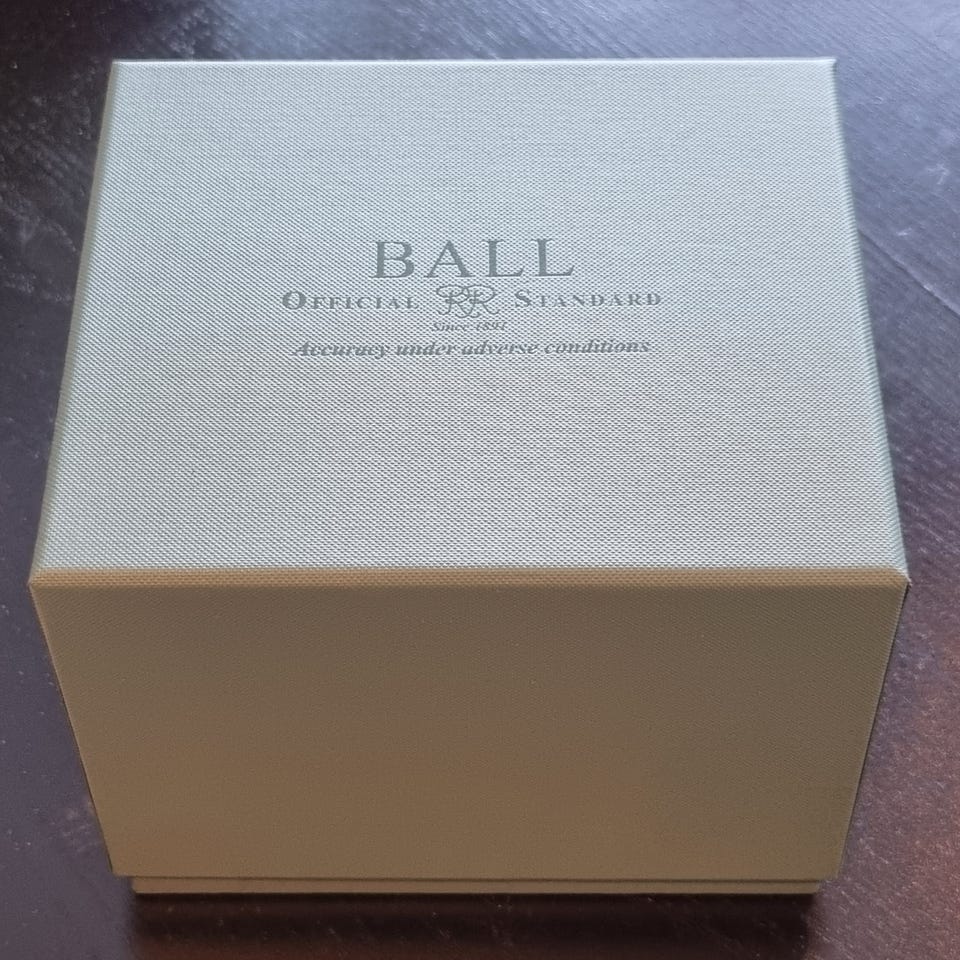 BALL
OFFICIAL RR STANDARD
Since 1891
Accuracy under adverse conditions